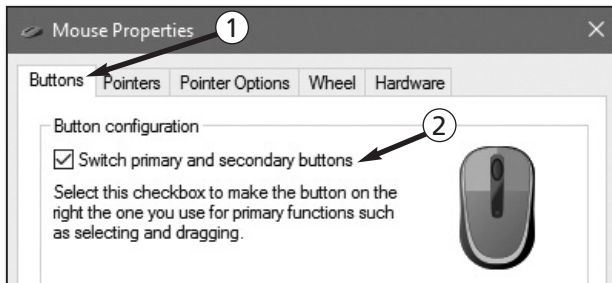 Mouse Properties
1
Buttons Pointers Pointer Options Wheel Hardware
Button configuration
2
Switch primary and secondary buttons
Select this checkbox to make the button on the
right the one you use for primary functions such
as selecting and dragging.